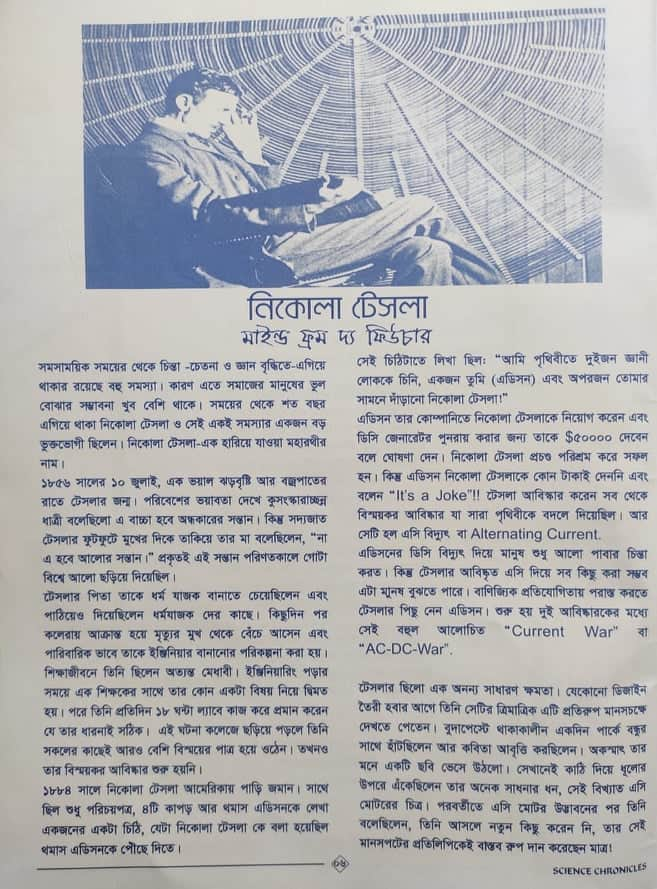 নিকোলা টেসলা
মাইন্ড ফ্রম দ্য ফিউচার
সমসাময়িক সময়ের থেকে চিন্তা -চেতনা ও জ্ঞান বৃদ্ধিতে-এগিয়ে
থাকার রয়েছে বহু সমস্যা। কারণ এতে সমাজের মানুষের ভুল
বোঝার সম্ভবনা খুব বেশি থাকে। সময়ের থেকে শত বছর
এগিয়ে থাকা নিকোলা টেসলা ও সেই একই সমস্যার একজন বড়
ভুক্তভোগী ছিলেন। নিকোলা টেসলা-এক হারিয়ে যাওয়া মহারথীর
নাম।
১৮৫৬ সালের ১০ জুলাই, এক ভয়াল ঝড়বৃষ্টি আর বজ্রপাতের
রাতে টেসলার জন্ম। পরিবেশের ভয়াবতা দেখে কুসংস্কারাচ্ছন্ন
ধাত্রী বলেছিলো এ বাচ্চা হবে অন্ধকারের সন্তান। কিন্তু সদ্যজাত
টেসলার ফুটফুটে মুখের দিকে তাকিয়ে তার মা বলেছিলেন, “না
এ হবে আলোর সন্তান।” প্রকৃতই এই সন্তান পরিণতকালে গোটা
বিশ্বে আলো ছড়িয়ে দিয়েছিল।
টেসলার পিতা তাকে ধর্ম যাজক বানাতে চেয়েছিলেন এবং
পাঠিয়েও দিয়েছিলেন ধর্মযাজক দের কাছে। কিছুদিন পর
কলেরায় আক্রান্ত হয়ে মৃত্যুর মুখ থেকে বেঁচে আসেন এবং
পারিবারিক ভাবে তাকে ইঞ্জিনিয়ার বানানোর পরিকল্পনা করা হয়।
শিক্ষাজীবনে তিনি ছিলেন অত্যন্ত মেধাবী। ইঞ্জিনিয়ারিং পড়ার
সময়ে এক শিক্ষকের সাথে তার কোন একটা বিষয় নিয়ে দ্বিমত
হয়। পরে তিনি প্রতিদিন ১৮ ঘন্টা ল্যাবে কাজ করে প্রমান করেন
যে তার ধারনাই সঠিক। এই ঘটনা কলেজে ছড়িয়ে পড়লে তিনি
সকলের কাছেই আরও বেশি বিস্ময়ের পাত্র হয়ে ওঠেন। তখনও
তার বিস্ময়কর আবিষ্কার শুরু হয়নি।
১৮৮৪ সালে নিকোলা টেসলা আমেরিকায় পাড়ি জমান। সাথে
ছিল শুধু পরিচয়পত্র, ৪টি কাপড় আর থমাস এডিসনকে লেখা
একজনের একটা চিঠি, যেটা নিকোলা টেসলা কে বলা হয়েছিল
থমাস এডিসনকে পৌছে দিতে।
সেই চিঠিটাতে লিখা ছিল: “আমি পৃথিবীতে দুইজন জ্ঞানী
লোককে চিনি, একজন তুমি (এডিসন) এবং অপরজন তোমার
সামনে দাঁড়ানো নিকোলা টেসলা!”
এডিসন তার কোম্পানিতে নিকোলা টেসলাকে নিয়োগ করেন এবং
ডিসি জেনারেটর পুনরায় করার জন্য তাকে $৫০০০০ দেবেন
বলে ঘোষণা দেন। নিকোলা টেসলা প্রচণ্ড পরিশ্রম করে সফল
হন। কিন্তু এডিসন নিকোলা টেসলাকে কোন টাকাই দেননি এবং
বলেন “It’s a Joke”!! টেসলা আবিষ্কার করেন সব থেকে
বিস্ময়কর আবিষ্কার যা সারা পৃথিবীকে বদলে দিয়েছিল। আর
সেটি হল এসি বিদ্যুৎ বা Alternating Current.
এডিসনের ডিসি বিদ্যুৎ দিয়ে মানুষ শুধু আলো পাবার চিন্তা
করত। কিন্তু টেসলার আবিষ্কৃত এসি দিয়ে সব কিছু করা সম্ভব
এটা মানুষ বুঝতে পারে। বাণিজ্যিক প্রতিযোগিতায় পরাস্ত করতে
টেসলার পিছু নেন এডিসন। শুরু হয় দুই আবিষ্কারকের মধ্যে
সেই বহুল আলোচিত “Current War” বা
“AC-DC-War”.
টেসলার ছিলো এক অনন্য সাধারণ ক্ষমতা। যেকোনো ডিজাইন
তৈরী হবার আগে তিনি সেটির ত্রিমাত্রিক এটি প্রতিরুপ মানসচক্ষে
দেখতে পেতেন। বুদাপেস্টে থাকাকালীন একদিন পার্কে বন্ধুর
সাথে হাঁটছিলেন আর কবিতা আবৃত্তি করছিলেন। অকস্মাৎ তার
মনে একটি ছবি ভেসে উঠলো। সেখানেই কাঠি দিয়ে ধূলোর
উপরে এঁকেছিলেন তার অনেক সাধনার ধন, সেই বিখ্যাত এসি
মোটরের চিত্র। পরবর্তীতে এসি মোটর উদ্ভাবনের পর তিনি
বলেছিলেন, তিনি আসলে নতুন কিছু করেন নি, তার সেই
মানসপটের প্রতিলিপিকেই বাস্তব রুপ দান করেছেন মাত্র!
SCIENCE CHRONICLES